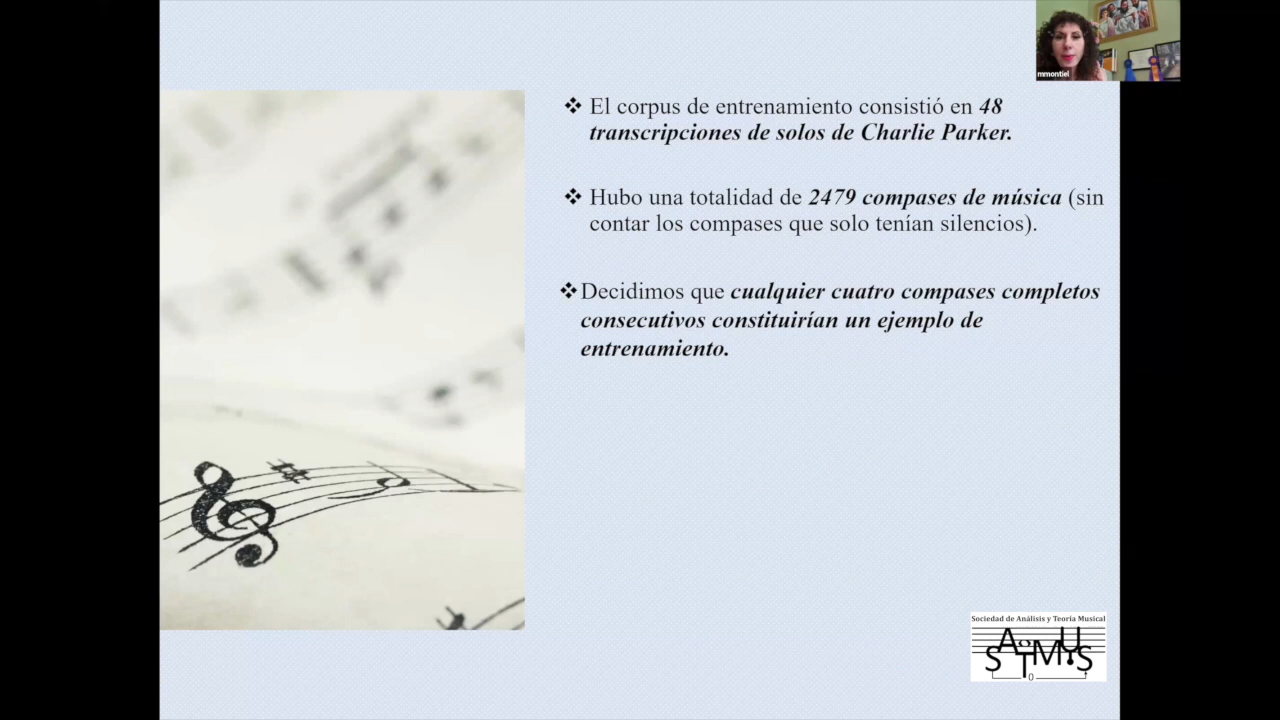 mmontiel
❖ El corpus de entrenamiento consistió en 48
transcripciones de solos de Charlie Parker.
❖ Hubo una totalidad de 2479 compases de música (sin
contar los compases que solo tenían silencios).
❖Decidimos que cualquier cuatro compases completos
consecutivos constituirían un ejemplo de
entrenamiento.
Sociedad de Análisis y Teoría Musical
SATMUS
0